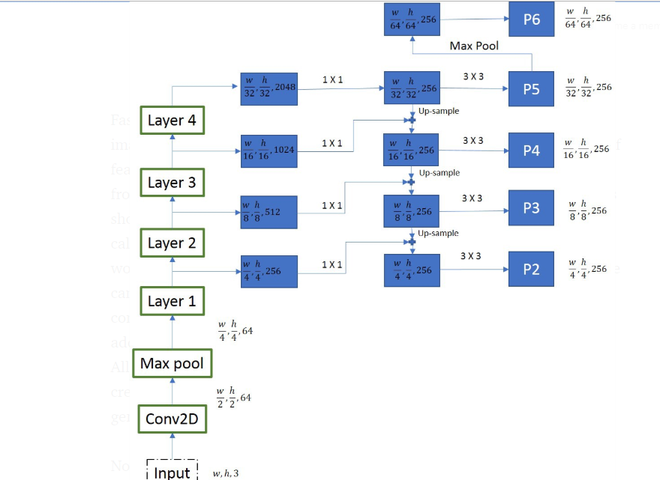 w/64, h/64, 256
P6
w/64, h/64, 256
Max Pool
w/32, h/32, 2048
1 X 1
w/32, h/32, 256
3 X 3
P5
w/32, h/32, 256
Up-sample
Layer 4
w/16, h/16, 1024
1 X 1
w/16, h/16, 256
3 X 3
P4
w/16, h/16, 256
Up-sample
Layer 3
w/8, h/8, 512
1 X 1
w/8, h/8, 256
3 X 3
P3
w/8, h/8, 256
Up-sample
Layer 2
w/4, h/4, 256
1 X 1
w/4, h/4, 256
3 X 3
P2
w/4, h/4, 256
Layer 1
w/4, h/4, 64
Max pool
w/2, h/2, 64
Conv2D
Input
w, h, 3